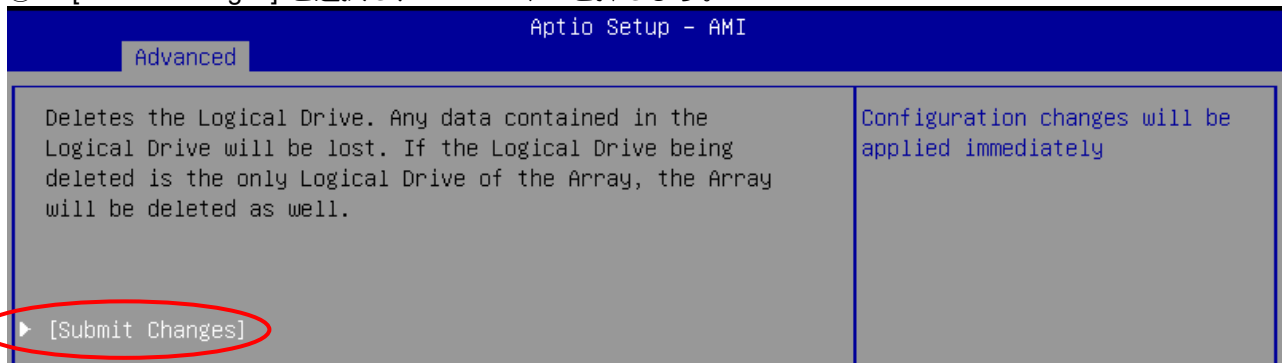 Aptio Setup – AMI
Advanced
Deletes the Logical Drive. Any data contained in the
Logical Drive will be lost. If the Logical Drive being
deleted is the only Logical Drive of the Array, the Array
will be deleted as well.
[Submit Changes]
Configuration changes will be
applied immediately